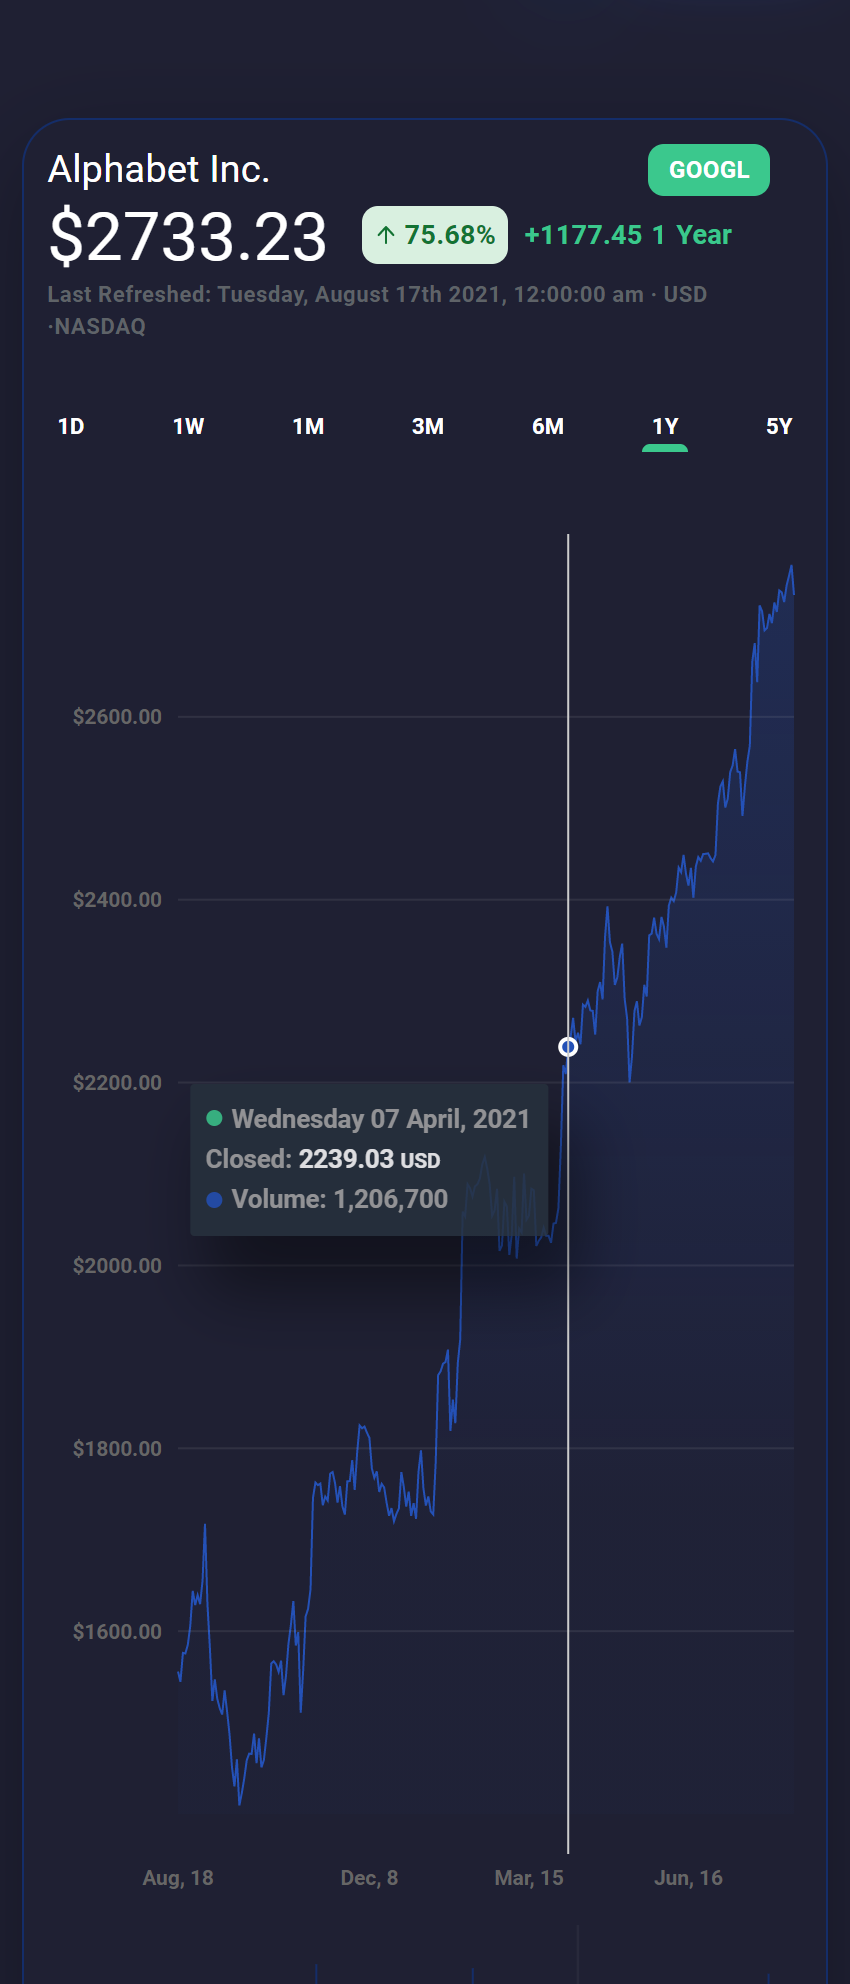 Alphabet Inc.
GOOGL
$2733.23
↑ 75.68%
+1177.45 1 Year
Last Refreshed: Tuesday, August 17th 2021, 12:00:00 am · USD
·NASDAQ
1D 1W 1M 3M 6M 1Y 5Y
$2600.00
$2400.00
$2200.00
Wednesday 07 April, 2021
Closed: 2239.03 USD
Volume: 1,206,700
$2000.00
$1800.00
$1600.00
Aug, 18 Dec, 8 Mar, 15 Jun, 16